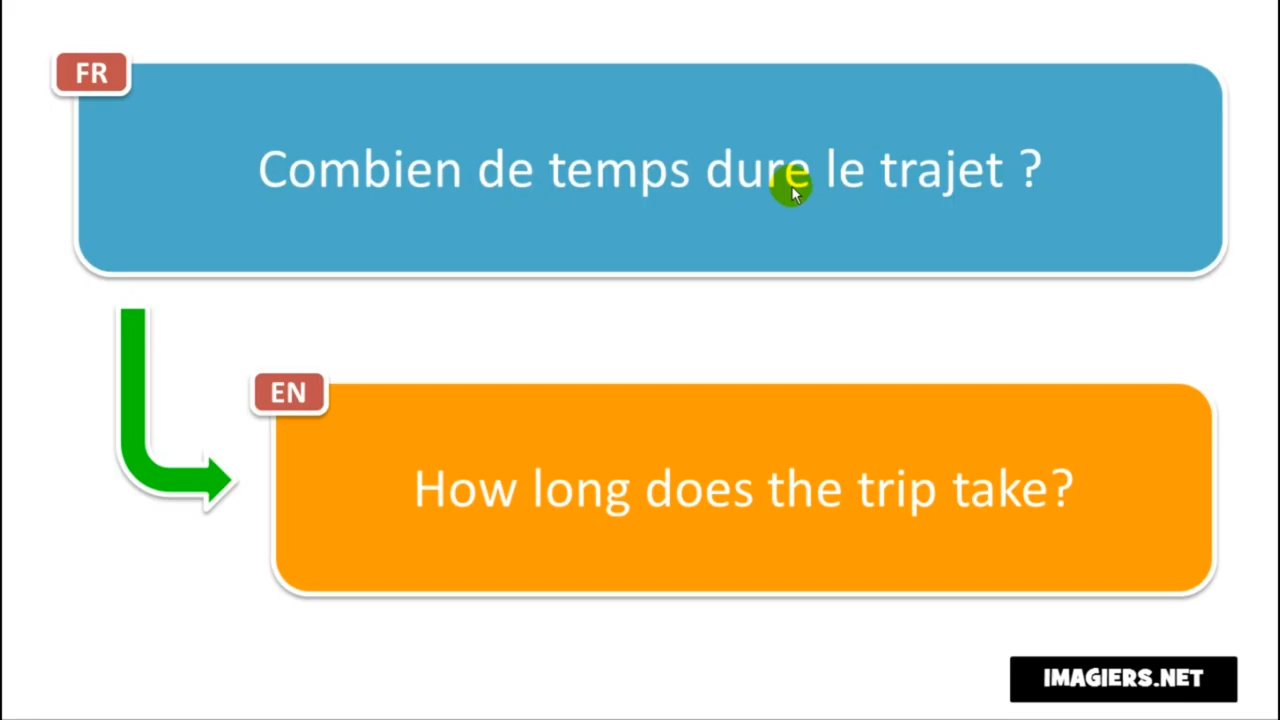 FR
Combien de temps dure le trajet ?
EN
How long does the trip take?
IMAGIERS.NET